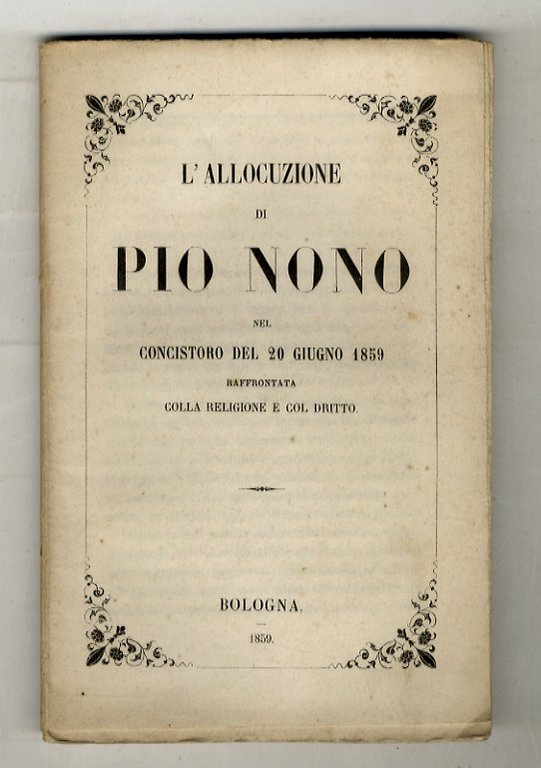 L'ALLOCUZIONE
DI
PIO NONO
NEL
CONCISTORO DEL 20 GIUGNO 1859
RAFFRONTATA
COLLA RELIGIONE E COL DRITTO.
BOLOGNA,
1859.